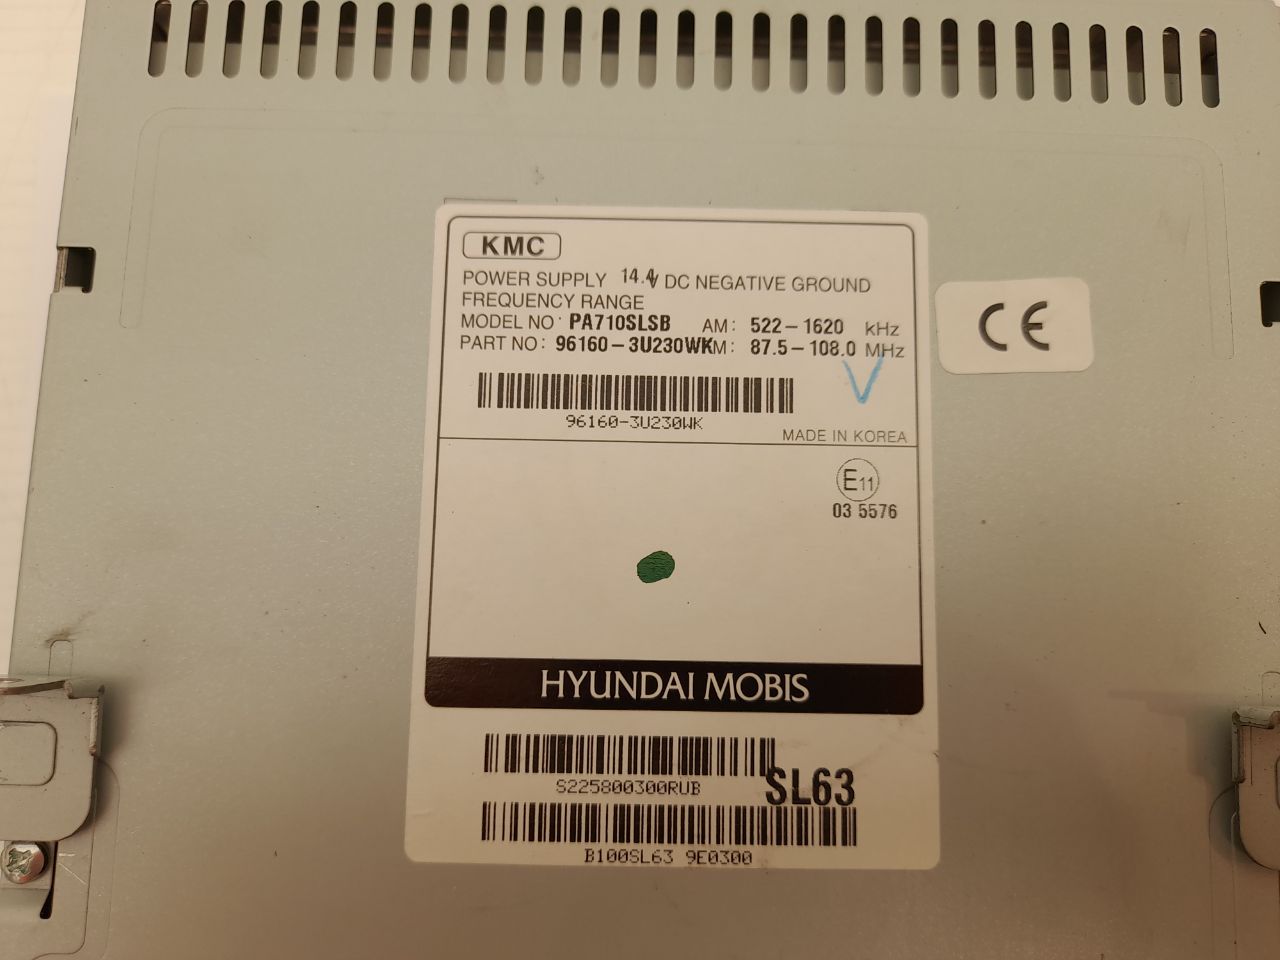 KMC
POWER SUPPLY 14.4V DC NEGATIVE GROUND
FREQUENCY RANGE
MODEL NO: PA710SLSB AM: 522-1620 kHz
PART NO: 96160-3U230WK M: 87.5-108.0 MHz
96160-3U230WK
MADE IN KOREA
E11
03 5576
HYUNDAI MOBIS
S225800300RUB
SL63
B100SL63 9E0300
CE